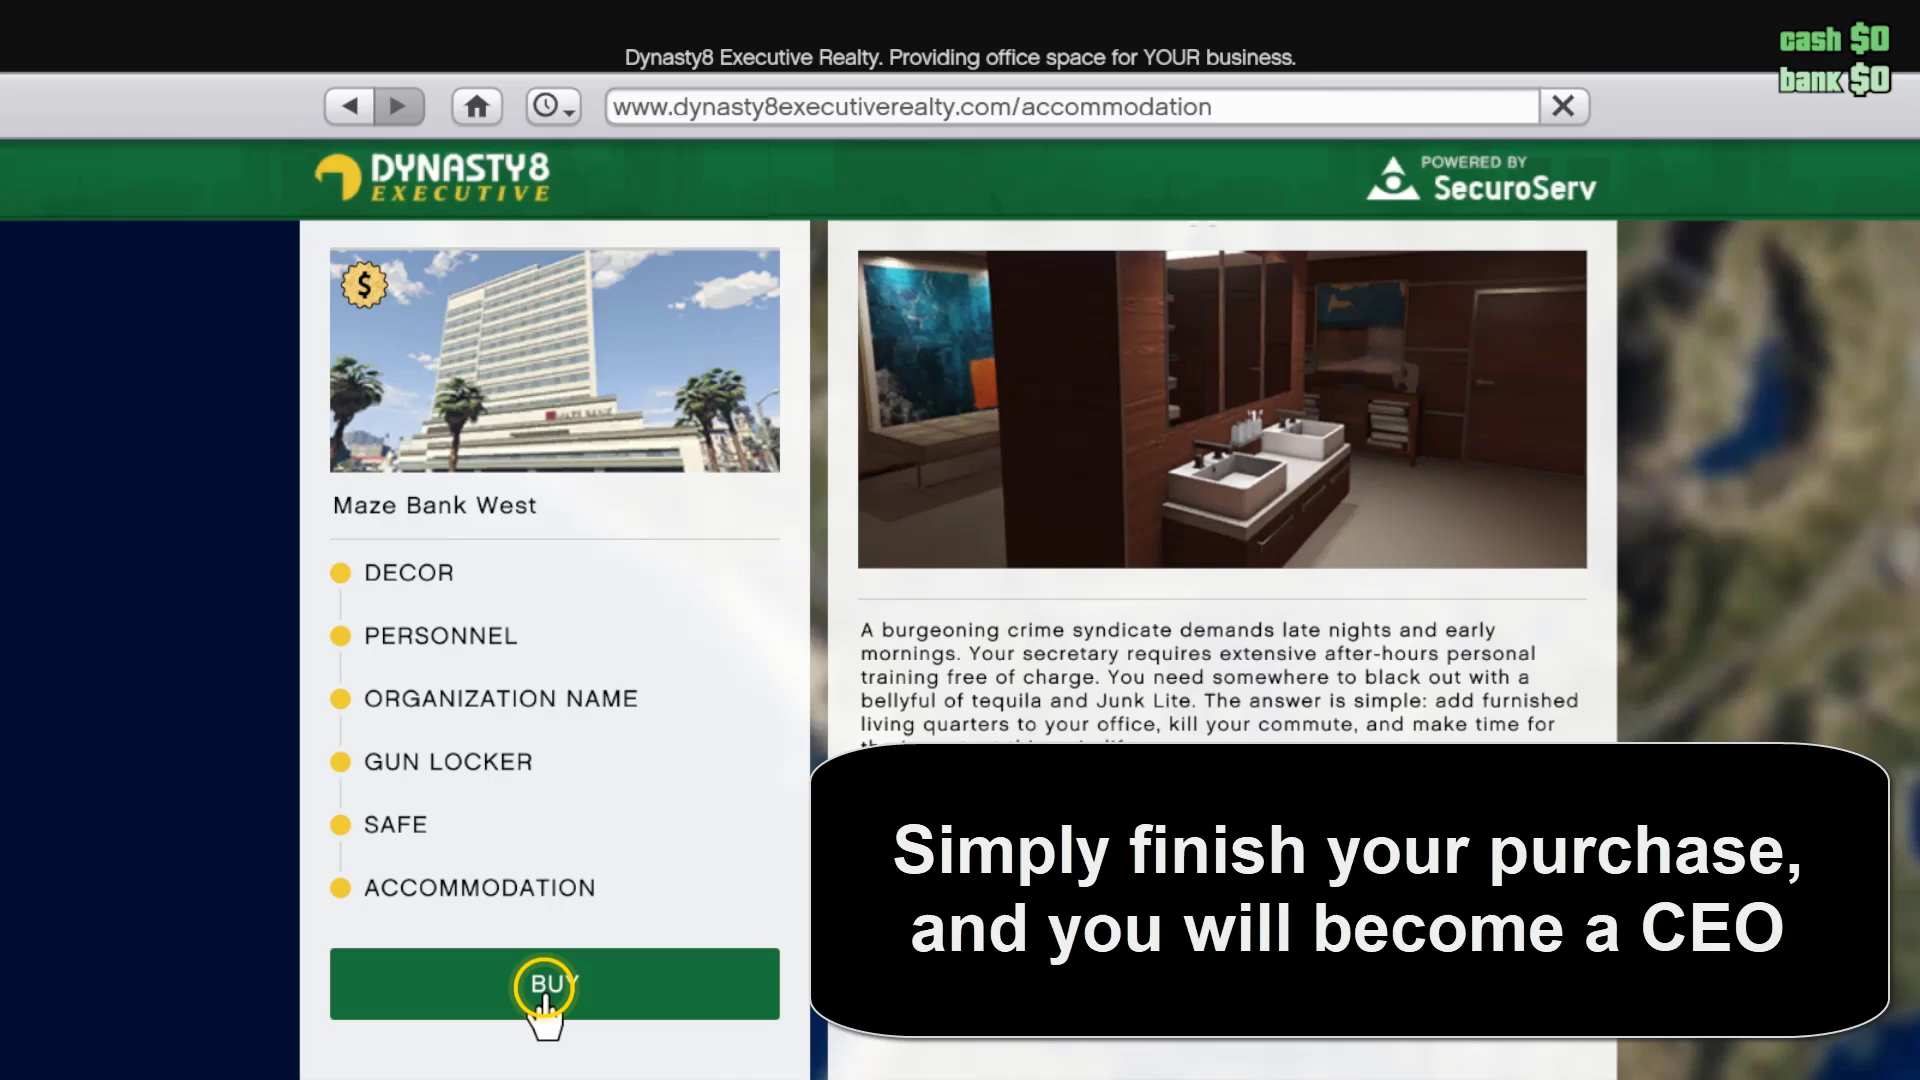 cash $0
Dynasty8 Executive Realty. Providing office space for YOUR business.
bank $0
www.dynasty8executiverealty.com/accommodation
DYNASTY8
EXECUTIVE
POWERED BY
SecuroServ
$
MAZE BANK
Maze Bank West
DECOR
PERSONNEL
ORGANIZATION NAME
GUN LOCKER
SAFE
ACCOMMODATION
BUY
A burgeoning crime syndicate demands late nights and early
mornings. Your secretary requires extensive after-hours personal
training free of charge. You need somewhere to black out with a
bellyful of tequila and Junk Lite. The answer is simple: add furnished
living quarters to your office, kill your commute, and make time for
Simply finish your purchase,
and you will become a CEO